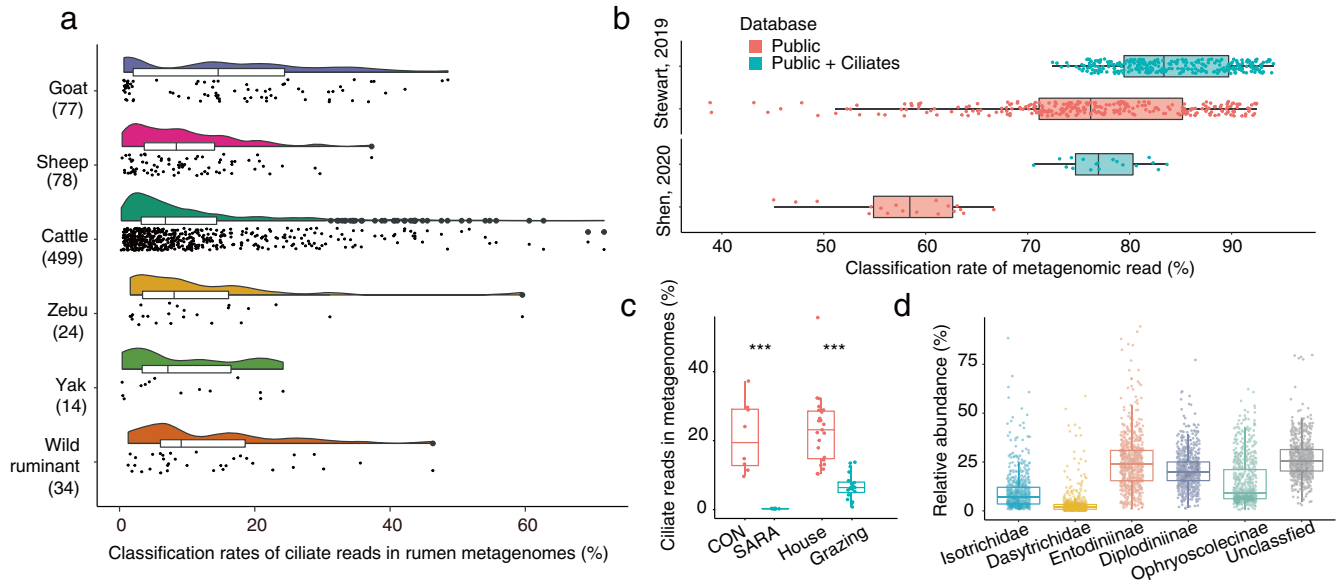 a
Goat
(77)
Sheep
(78)
Cattle
(499)
Zebu
(24)
Yak
(14)
Wild
ruminant
(34)
0
20
40
60
Classification rates of ciliate reads in rumen metagenomes (%)
b
Database
Public
Public + Ciliates
Stewart, 2019
Shen, 2020
40
50
60
70
80
90
Classification rate of metagenomic read (%)
c
Ciliate reads in metagenomes (%)
40
20
0
***
***
CON
SARA
House
Grazing
d
Relative abundance (%)
75
50
25
0
Isotrichidae
Dasytrichidae
Entodiniinae
Diplodiniinae
Ophryoscolecinae
Unclassified